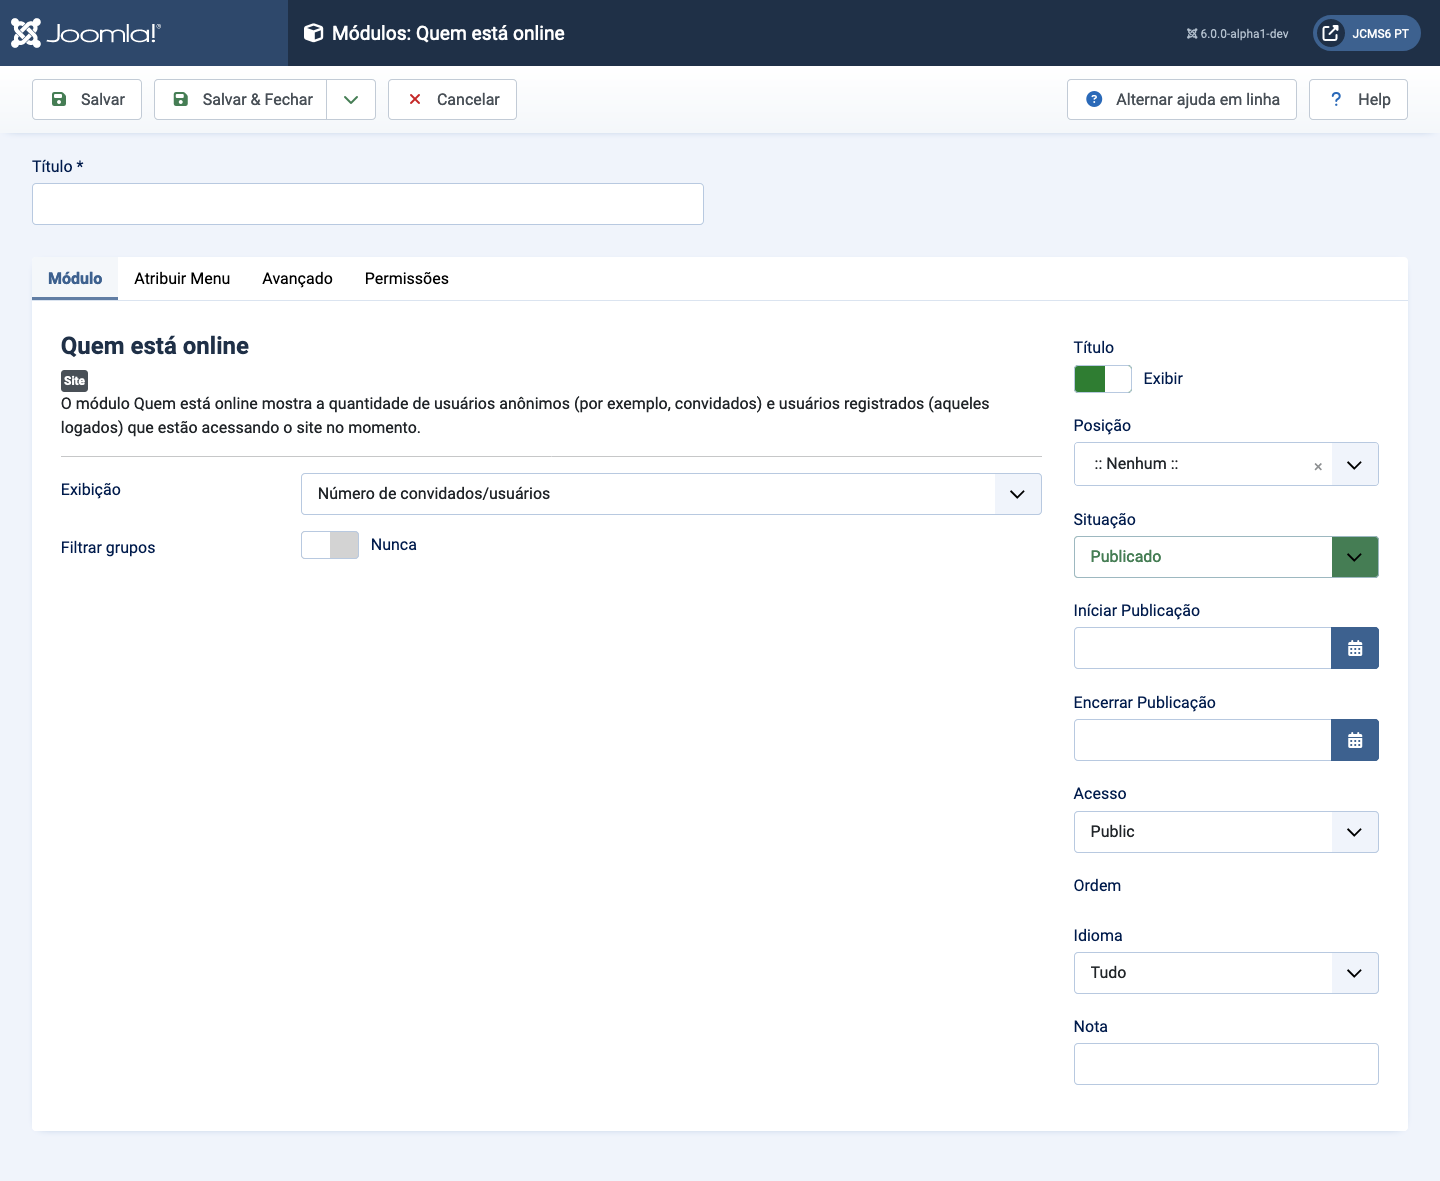 Joomla!®
Módulos: Quem está online
6.0.0-alpha1-dev
JCMS6 PT
Salvar
Salvar & Fechar
Cancelar
Alternar ajuda em linha
? Help
Título *
Módulo
Atribuir Menu
Avançado
Permissões
Quem está online
Site
O módulo Quem está online mostra a quantidade de usuários anônimos (por exemplo, convidados) e usuários registrados (aqueles
logados) que estão acessando o site no momento.
Exibição
Número de convidados/usuários
Filtrar grupos
Nunca
Título
Exibir
Posição
:: Nenhum ::
Situação
Publicado
Iníciar Publicação
Encerrar Publicação
Acesso
Public
Ordem
Idioma
Tudo
Nota